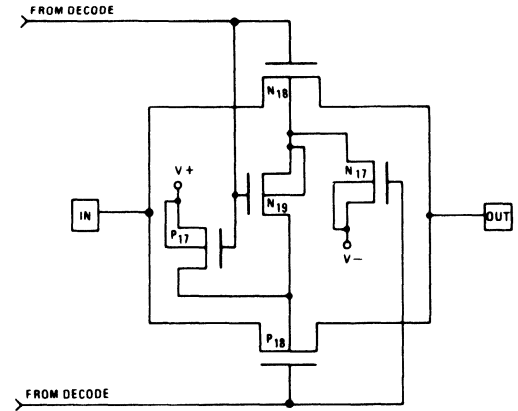 FROM DECODE
N18
V+
N17
IN
P17
N19
OUT
V−
P18
FROM DECODE